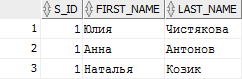 S_ID FIRST_NAME LAST_NAME
1 1 Юлия Чистякова
2 1 Анна Антонов
3 1 Наталья Козик